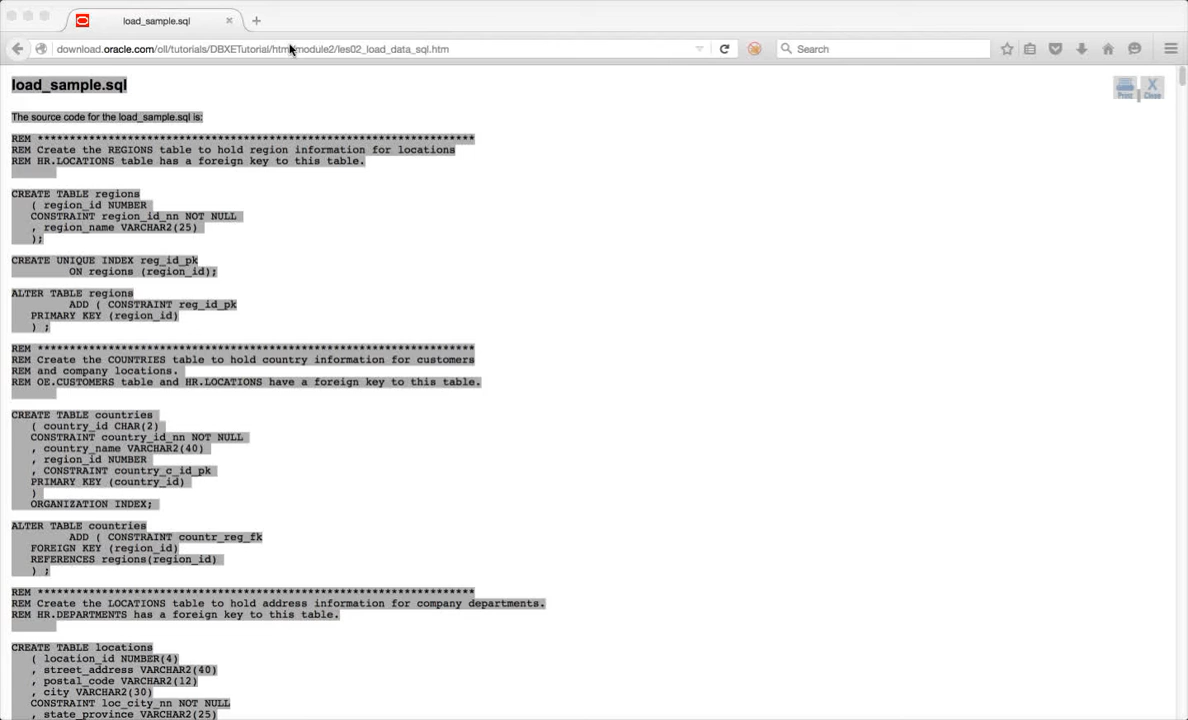 load_sample.sql
download.oracle.com/oll/tutorials/DBXETutorial/html/module2/les02_load_data_sql.htm
Search
load_sample.sql
Print
Close
The source code for the load_sample.sql is:
REM ********************************************************************
REM Create the REGIONS table to hold region information for locations
REM HR.LOCATIONS table has a foreign key to this table.
CREATE TABLE regions
( region_id NUMBER
CONSTRAINT region_id_nn NOT NULL
, region_name VARCHAR2(25)
);
CREATE UNIQUE INDEX reg_id_pk
ON regions (region_id);
ALTER TABLE regions
ADD ( CONSTRAINT reg_id_pk
PRIMARY KEY (region_id)
) ;
REM ********************************************************************
REM Create the COUNTRIES table to hold country information for customers
REM and company locations.
REM OE.CUSTOMERS table and HR.LOCATIONS have a foreign key to this table.
CREATE TABLE countries
( country_id CHAR(2)
CONSTRAINT country_id_nn NOT NULL
, country_name VARCHAR2(40)
, region_id NUMBER
, CONSTRAINT country_c_id_pk
PRIMARY KEY (country_id)
)
ORGANIZATION INDEX;
ALTER TABLE countries
ADD ( CONSTRAINT countr_reg_fk
FOREIGN KEY (region_id)
REFERENCES regions(region_id)
) ;
REM ********************************************************************
REM Create the LOCATIONS table to hold address information for company departments.
REM HR.DEPARTMENTS has a foreign key to this table.
CREATE TABLE locations
( location_id NUMBER(4)
, street_address VARCHAR2(40)
, postal_code VARCHAR2(12)
, city VARCHAR2(30)
CONSTRAINT loc_city_nn NOT NULL
, state_province VARCHAR2(25)